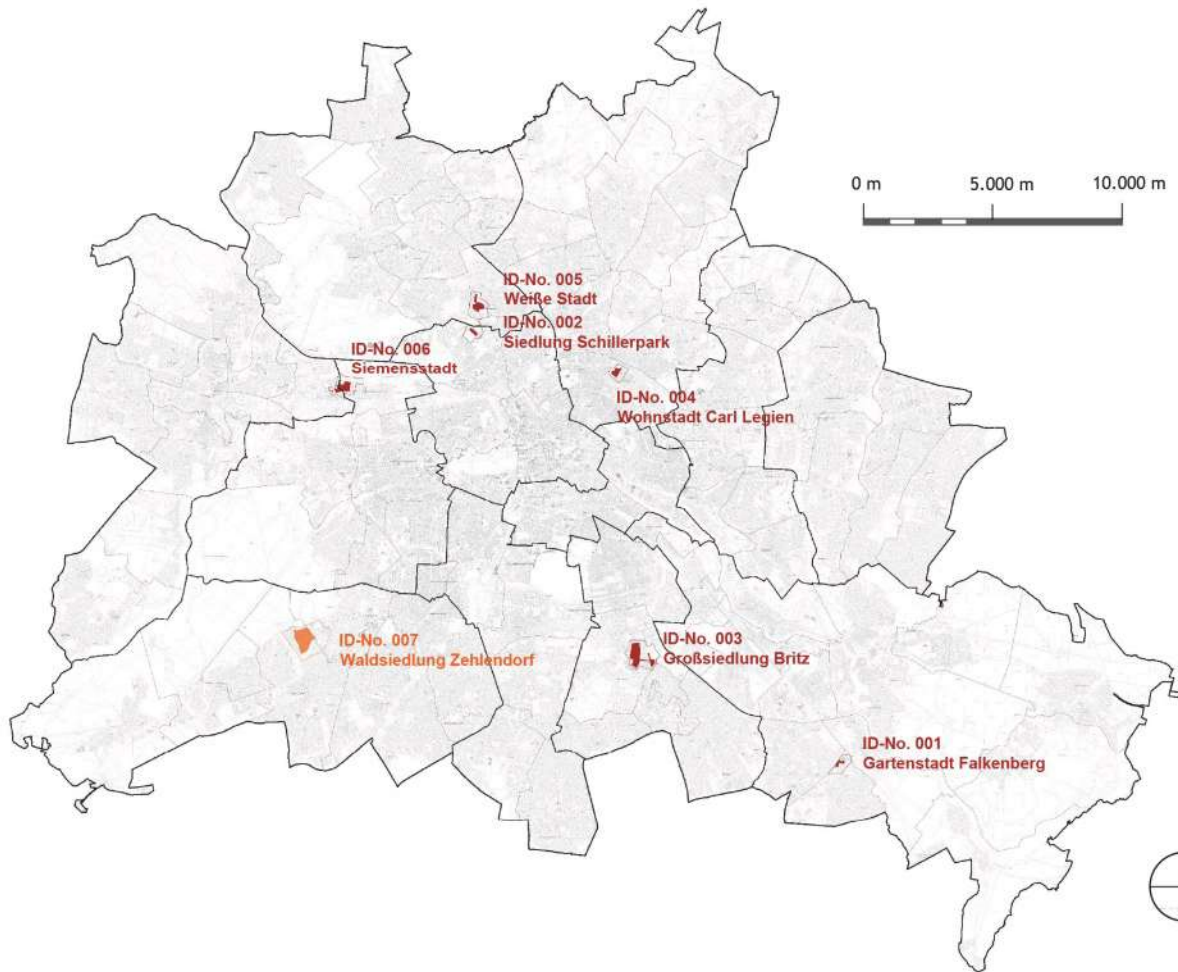 0 m 5.000 m 10.000 m
ID-No. 005
Weiße Stadt
ID-No. 002
Siedlung Schillerpark
ID-No. 006
Siemensstadt
ID-No. 004
Wohnstadt Carl Legien
ID-No. 007
Waldsiedlung Zehlendorf
ID-No. 003
Großsiedlung Britz
ID-No. 001
Gartenstadt Falkenberg